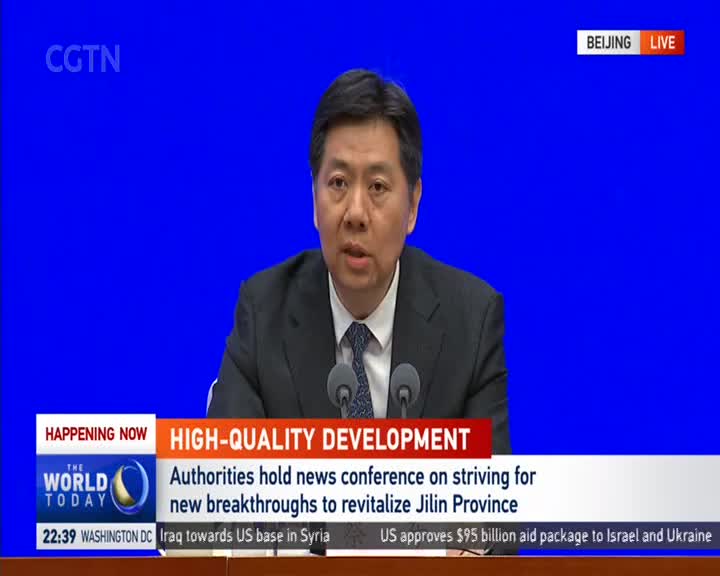 CGTN
BEIJING LIVE
HAPPENING NOW
HIGH-QUALITY DEVELOPMENT
THE WORLD TODAY
Authorities hold news conference on striving for
new breakthroughs to revitalize Jilin Province
22:39 WASHINGTON DC Iraq towards US base in Syria US approves $95 billion aid package to Israel and Ukraine